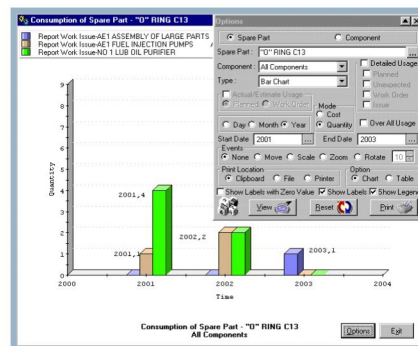 Consumption of Spare Part - "O" RING C13
Report Work Issue-AE1 ASSEMBLY OF LARGE PARTS
Report Work Issue-AE1 FUEL INJECTION PUMPS
Report Work Issue-NO 1 LUB OIL PURIFIER
Options
Spare Part
Component
Spare Part : "O" RING C13 ...
Component : All Components
Type : Bar Chart
Detailed Usage
Planned
Unexpected
Work Order
Issue
Actual/Estimate Usage
Planned Work Order
Mode
Cost
Quantity
Day Month Year
Over All Usage
Start Date 2001 ... End Date 2003 ...
Events
None Move Scale Zoom Rotate 10
Print Location
Clipboard File Printer
Option
Chart Table
Show Labels with Zero Value Show Labels Show Legend
View Reset Print
Quantity
9
8
7
6
5
4
3
2
1
0
2001,4
2001,1
2002,2
2003,1
2000 2001 2002 2003 2004
Time
Consumption of Spare Part - "O" RING C13
All Components
Options Exit